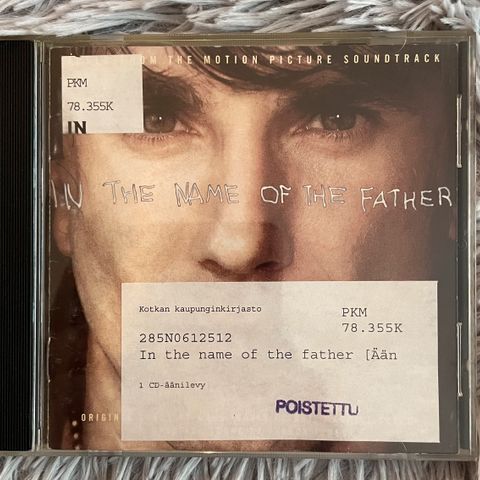 OM THE MOTION PICTURE SOUNDTRACK
PKM
78.355K
IN
IN THE NAME OF THE FATHER
Kotkan kaupunginkirjasto
PKM
78.355K
285N0612512
In the name of the father [Ään
1 CD-äänilevy
POISTETTU
ORIGIN